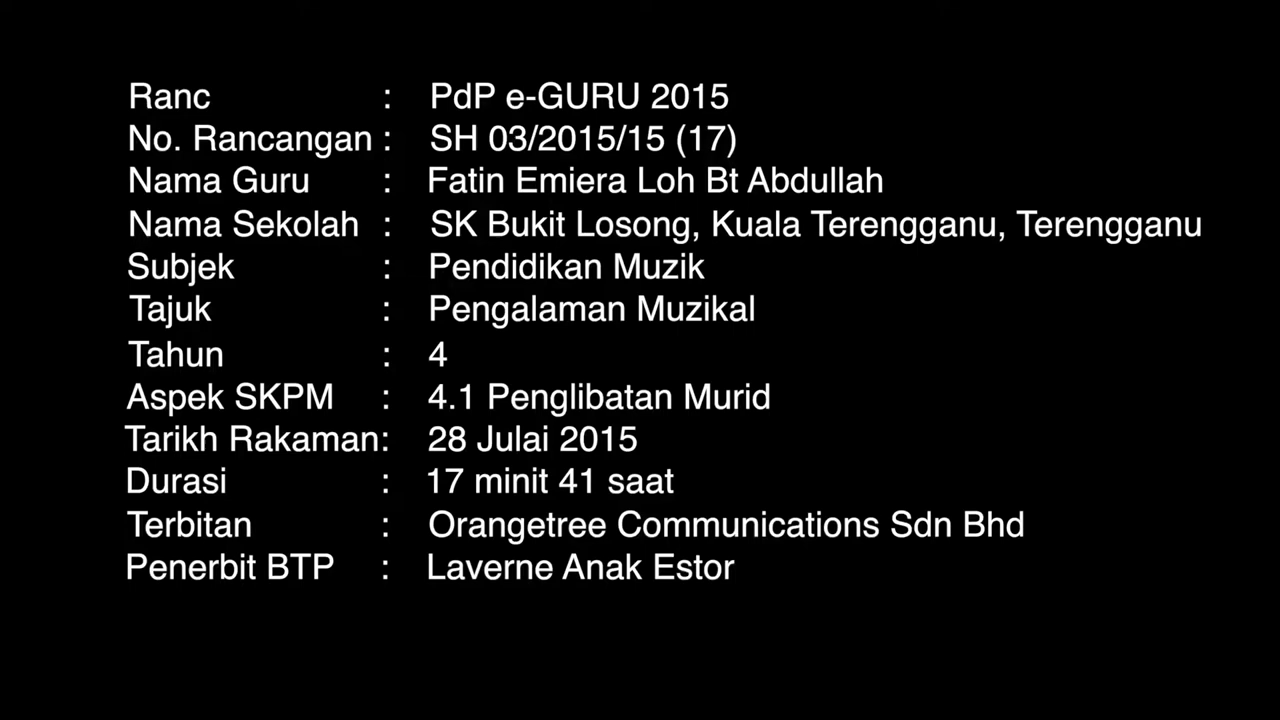 Ranc : PdP e-GURU 2015
No. Rancangan : SH 03/2015/15 (17)
Nama Guru : Fatin Emiera Loh Bt Abdullah
Nama Sekolah : SK Bukit Losong, Kuala Terengganu, Terengganu
Subjek : Pendidikan Muzik
Tajuk : Pengalaman Muzikal
Tahun : 4
Aspek SKPM : 4.1 Penglibatan Murid
Tarikh Rakaman: 28 Julai 2015
Durasi : 17 minit 41 saat
Terbitan : Orangetree Communications Sdn Bhd
Penerbit BTP : Laverne Anak Estor